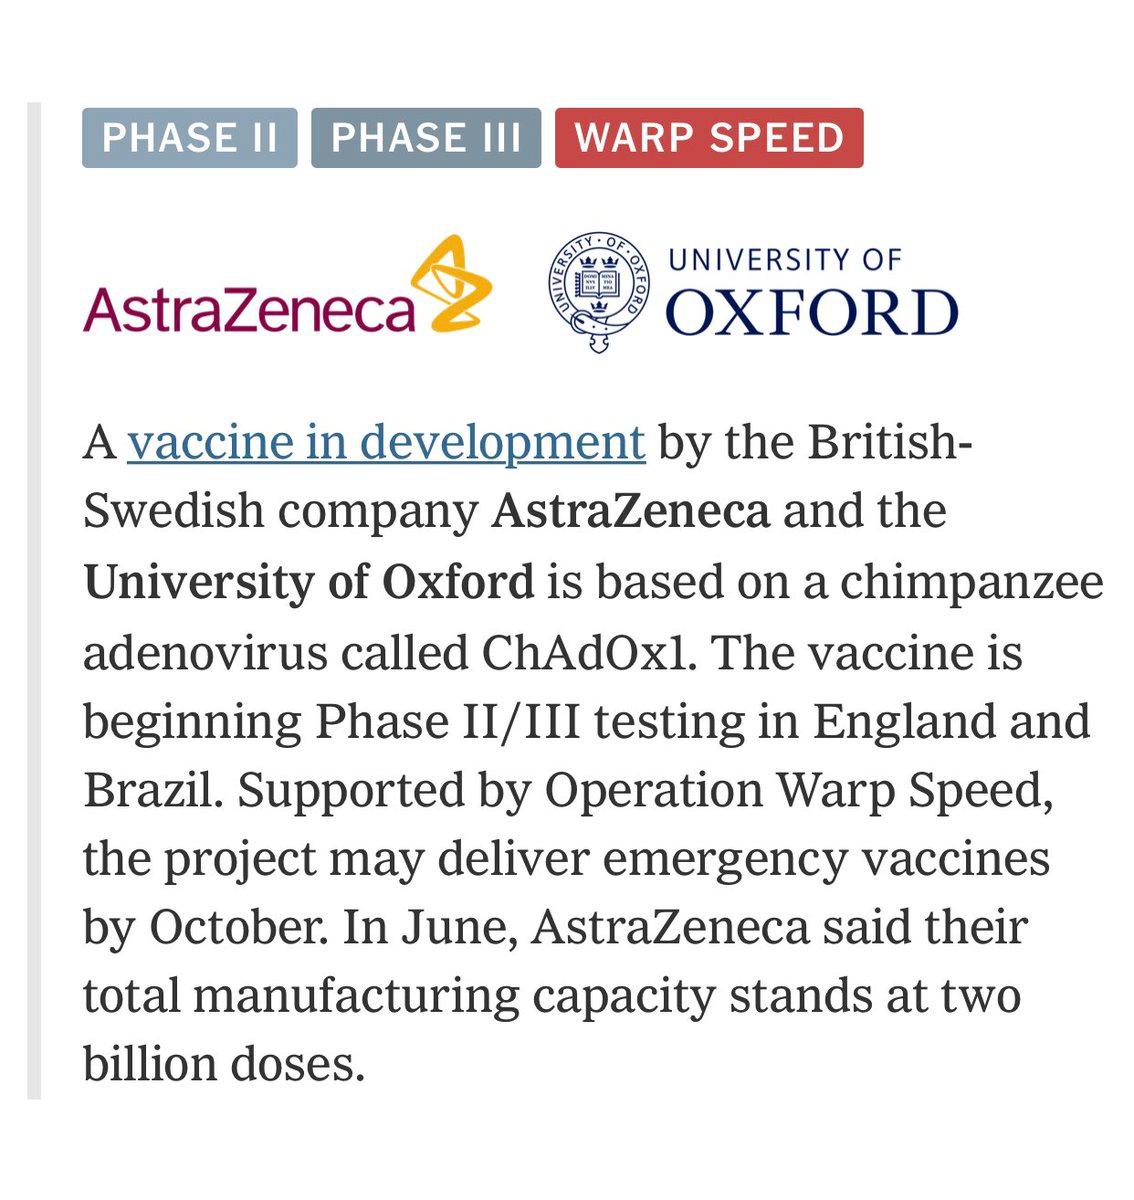 PHASE II PHASE III WARP SPEED
AstraZeneca
UNIVERSITY OF OXFORD
UNIVERSITY OF
OXFORD
A vaccine in development by the British-
Swedish company AstraZeneca and the
University of Oxford is based on a chimpanzee
adenovirus called ChAdOx1. The vaccine is
beginning Phase II/III testing in England and
Brazil. Supported by Operation Warp Speed,
the project may deliver emergency vaccines
by October. In June, AstraZeneca said their
total manufacturing capacity stands at two
billion doses.